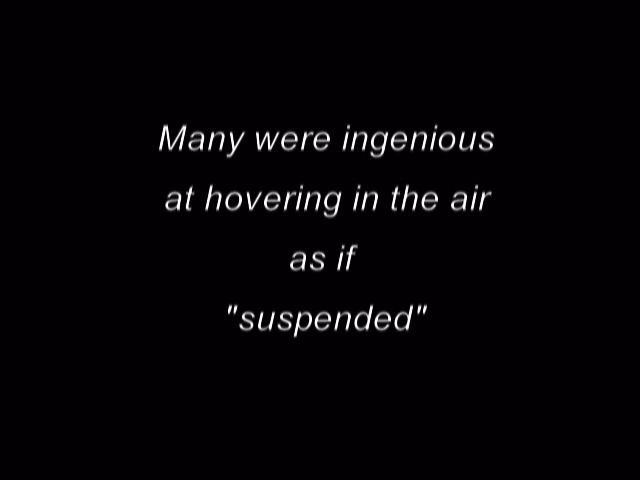 Many were ingenious
at hovering in the air
as if
"suspended"